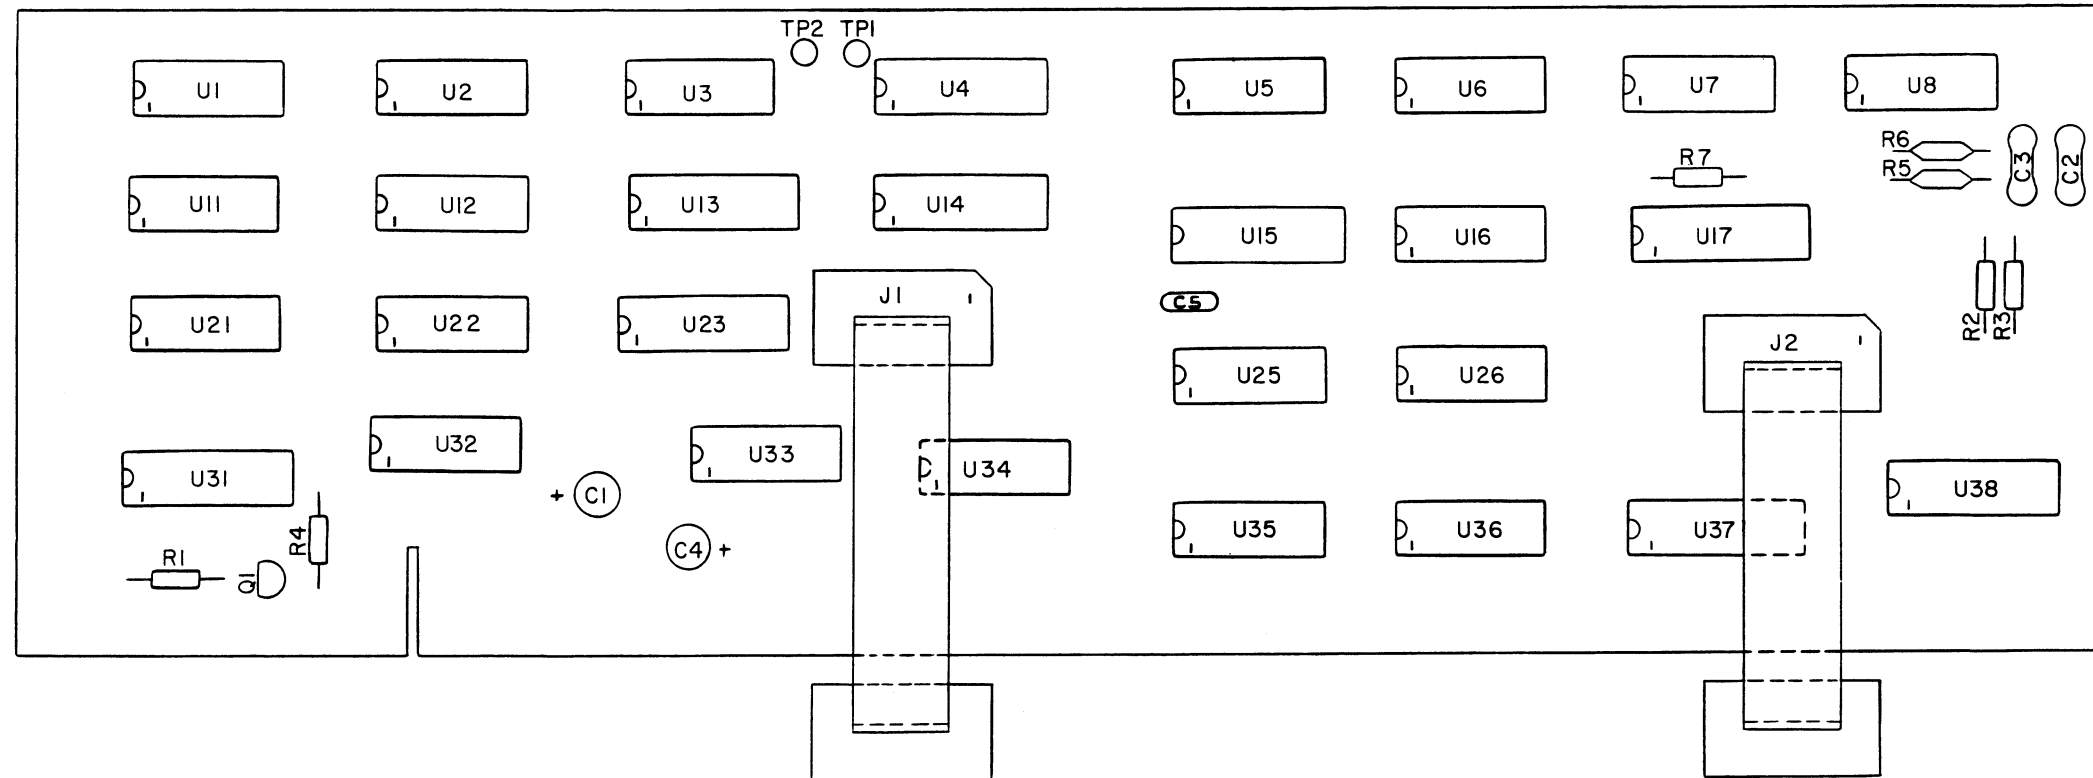 TP2 TP1
U1 U2 U3 U4 U5 U6 U7 U8
R6 C3 C2
R7 R5
U11 U12 U13 U14
U15 U16 U17
J1 I C5
U21 U22 U23 R2 R3
J2 I
U25 U26
U32 U33 U34
U31 U38
+ C1
R4 U35 U36 U37
C4 +
R1 Q1